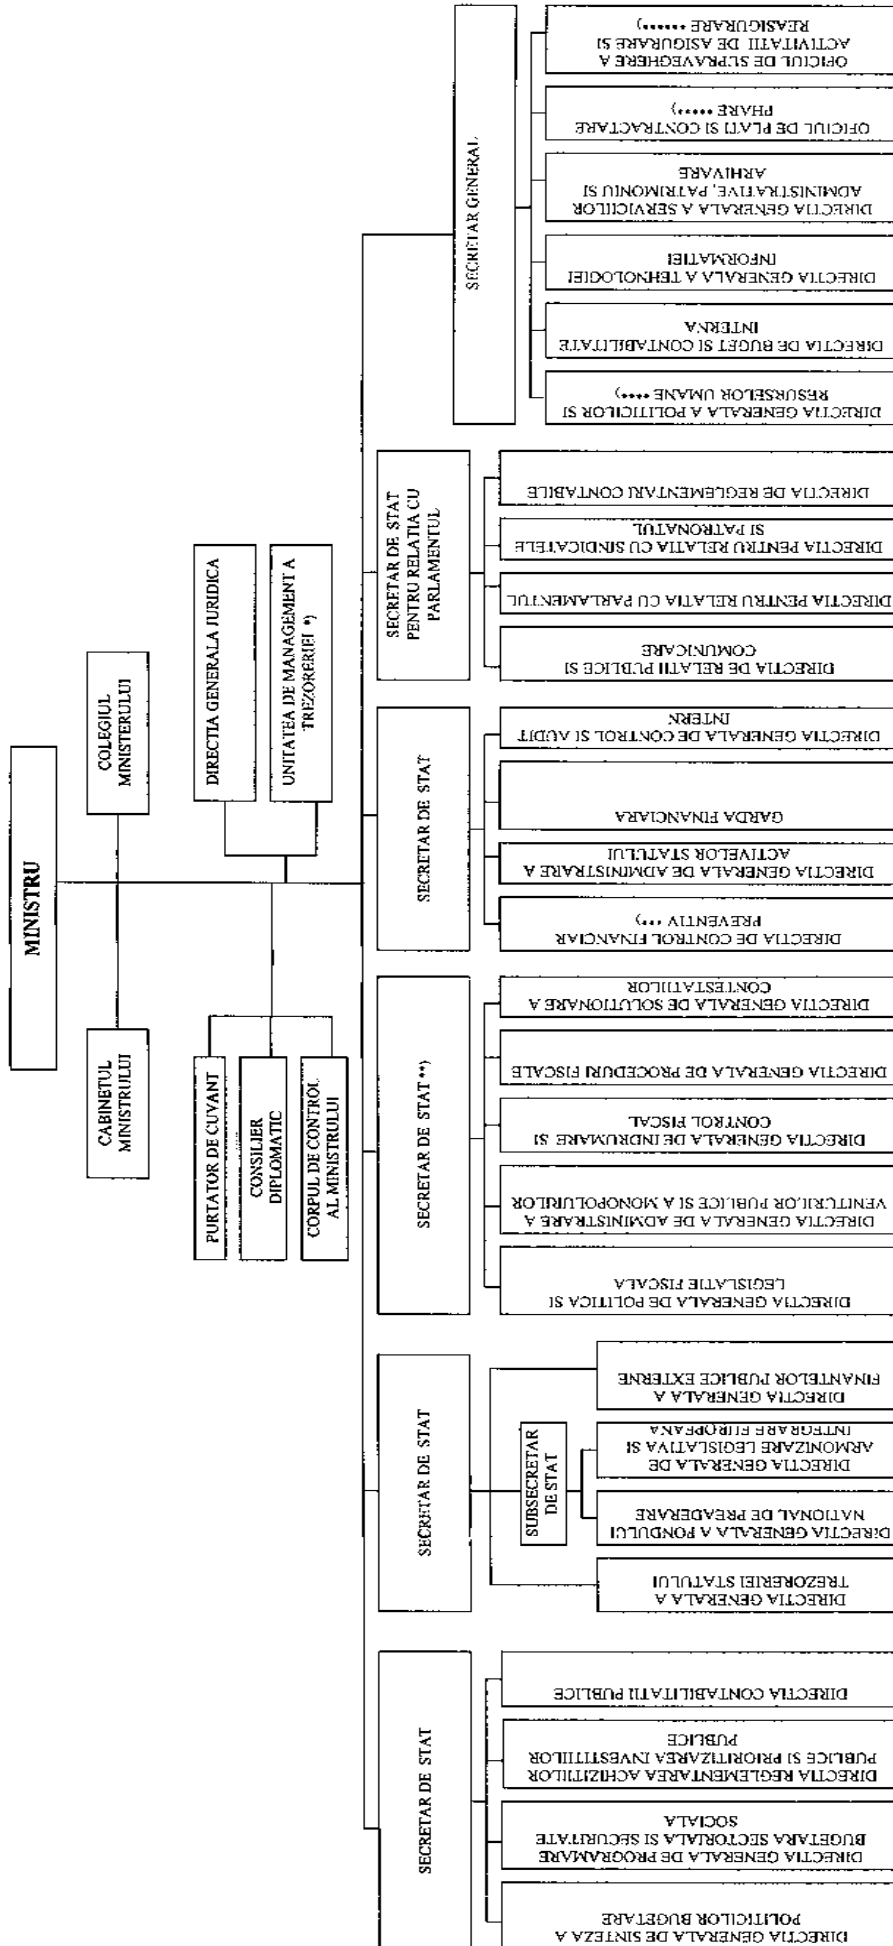 MINISTRU
CABINETUL
MINISTRULUI
COLEGIUL
MINISTERULUI
PURTATOR DE CUVANT
CONSILIER
DIPLOMATIC
CORPUL DE CONTROL
AL MINISTRULUI
DIRECTIA GENERALA JURIDICA
UNITATEA DE MANAGEMENT A
TREZORERIEI *)
SECRETAR DE STAT
DIRECTIA GENERALA DE SINTEZA A
POLITICILOR BUGETARE
DIRECTIA GENERALA DE PROGRAMARE
BUGETARA SECTORIALA SI SECURITATE
SOCIALA
DIRECTIA REGLEMENTAREA ACHIZITIILOR
PUBLICE SI PRIORITIZAREA INVESTITIILOR
PUBLICE
DIRECTIA CONTABILITATII PUBLICE
SECRETAR DE STAT
DIRECTIA GENERALA A
TREZORERIEI STATULUI
SUBSECRETAR
DE STAT
DIRECTIA GENERALA A FONDULUI
NATIONAL DE PREADERARE
DIRECTIA GENERALA DE
ARMONIZARE LEGISLATIVA SI
INTEGRARE EUROPEANA
DIRECTIA GENERALA A
FINANTELOR PUBLICE EXTERNE
SECRETAR DE STAT **)
DIRECTIA GENERALA DE POLITICA SI
LEGISLATIE FISCALA
DIRECTIA GENERALA DE ADMINISTRARE A
VENITURILOR PUBLICE SI A MONOPOLURILOR
DIRECTIA GENERALA DE INDRUMARE SI
CONTROL FISCAL
DIRECTIA GENERALA DE PROCEDURI FISCALE
DIRECTIA GENERALA DE SOLUTIONARE A
CONTESTATIILOR
SECRETAR DE STAT
DIRECTIA DE CONTROL FINANCIAR
PREVENTIV ***)
DIRECTIA GENERALA DE ADMINISTRARE A
ACTIVELOR STATULUI
GARDA FINANCIARA
DIRECTIA GENERALA DE CONTROL SI AUDIT
INTERN
SECRETAR DE STAT
PENTRU RELATIA CU
PARLAMENTUL
DIRECTIA DE RELATII PUBLICE SI
COMUNICARE
DIRECTIA PENTRU RELATIA CU PARLAMENTUL
DIRECTIA PENTRU RELATIA CU SINDICATELE
SI PATRONATUL
DIRECTIA DE REGLEMENTARI CONTABILE
SECRETAR GENERAL
DIRECTIA GENERALA A POLITICILOR SI
RESURSELOR UMANE ****)
DIRECTIA DE BUGET SI CONTABILITATE
INTERNA
DIRECTIA GENERALA A TEHNOLOGIEI
INFORMATIEI
DIRECTIA GENERALA A SERVICIILOR
ADMINISTRATIVE, PATRIMONIU SI
ARHIVARE
OFICIUL DE PLATI SI CONTRACTARE
PHARE *****)
OFICIUL DE SUPRAVEGHERE A
ACTIVITATII DE ASIGURARE SI
REASIGURARE ******)